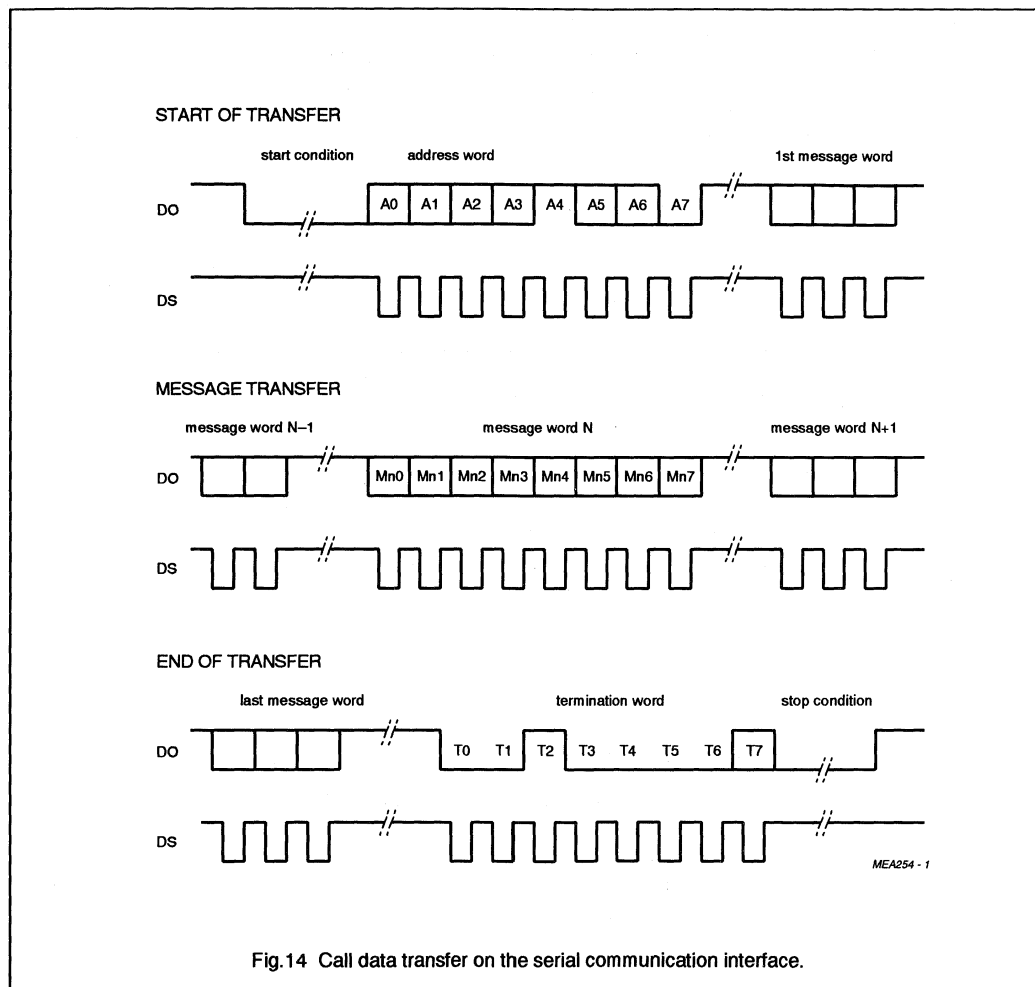 START OF TRANSFER
start condition address word 1st message word
DO A0 A1 A2 A3 A4 A5 A6 A7
DS
MESSAGE TRANSFER
message word N–1 message word N message word N+1
DO Mn0 Mn1 Mn2 Mn3 Mn4 Mn5 Mn6 Mn7
DS
END OF TRANSFER
last message word termination word stop condition
DO T0 T1 T2 T3 T4 T5 T6 T7
DS
MEA254 - 1
Fig.14 Call data transfer on the serial communication interface.